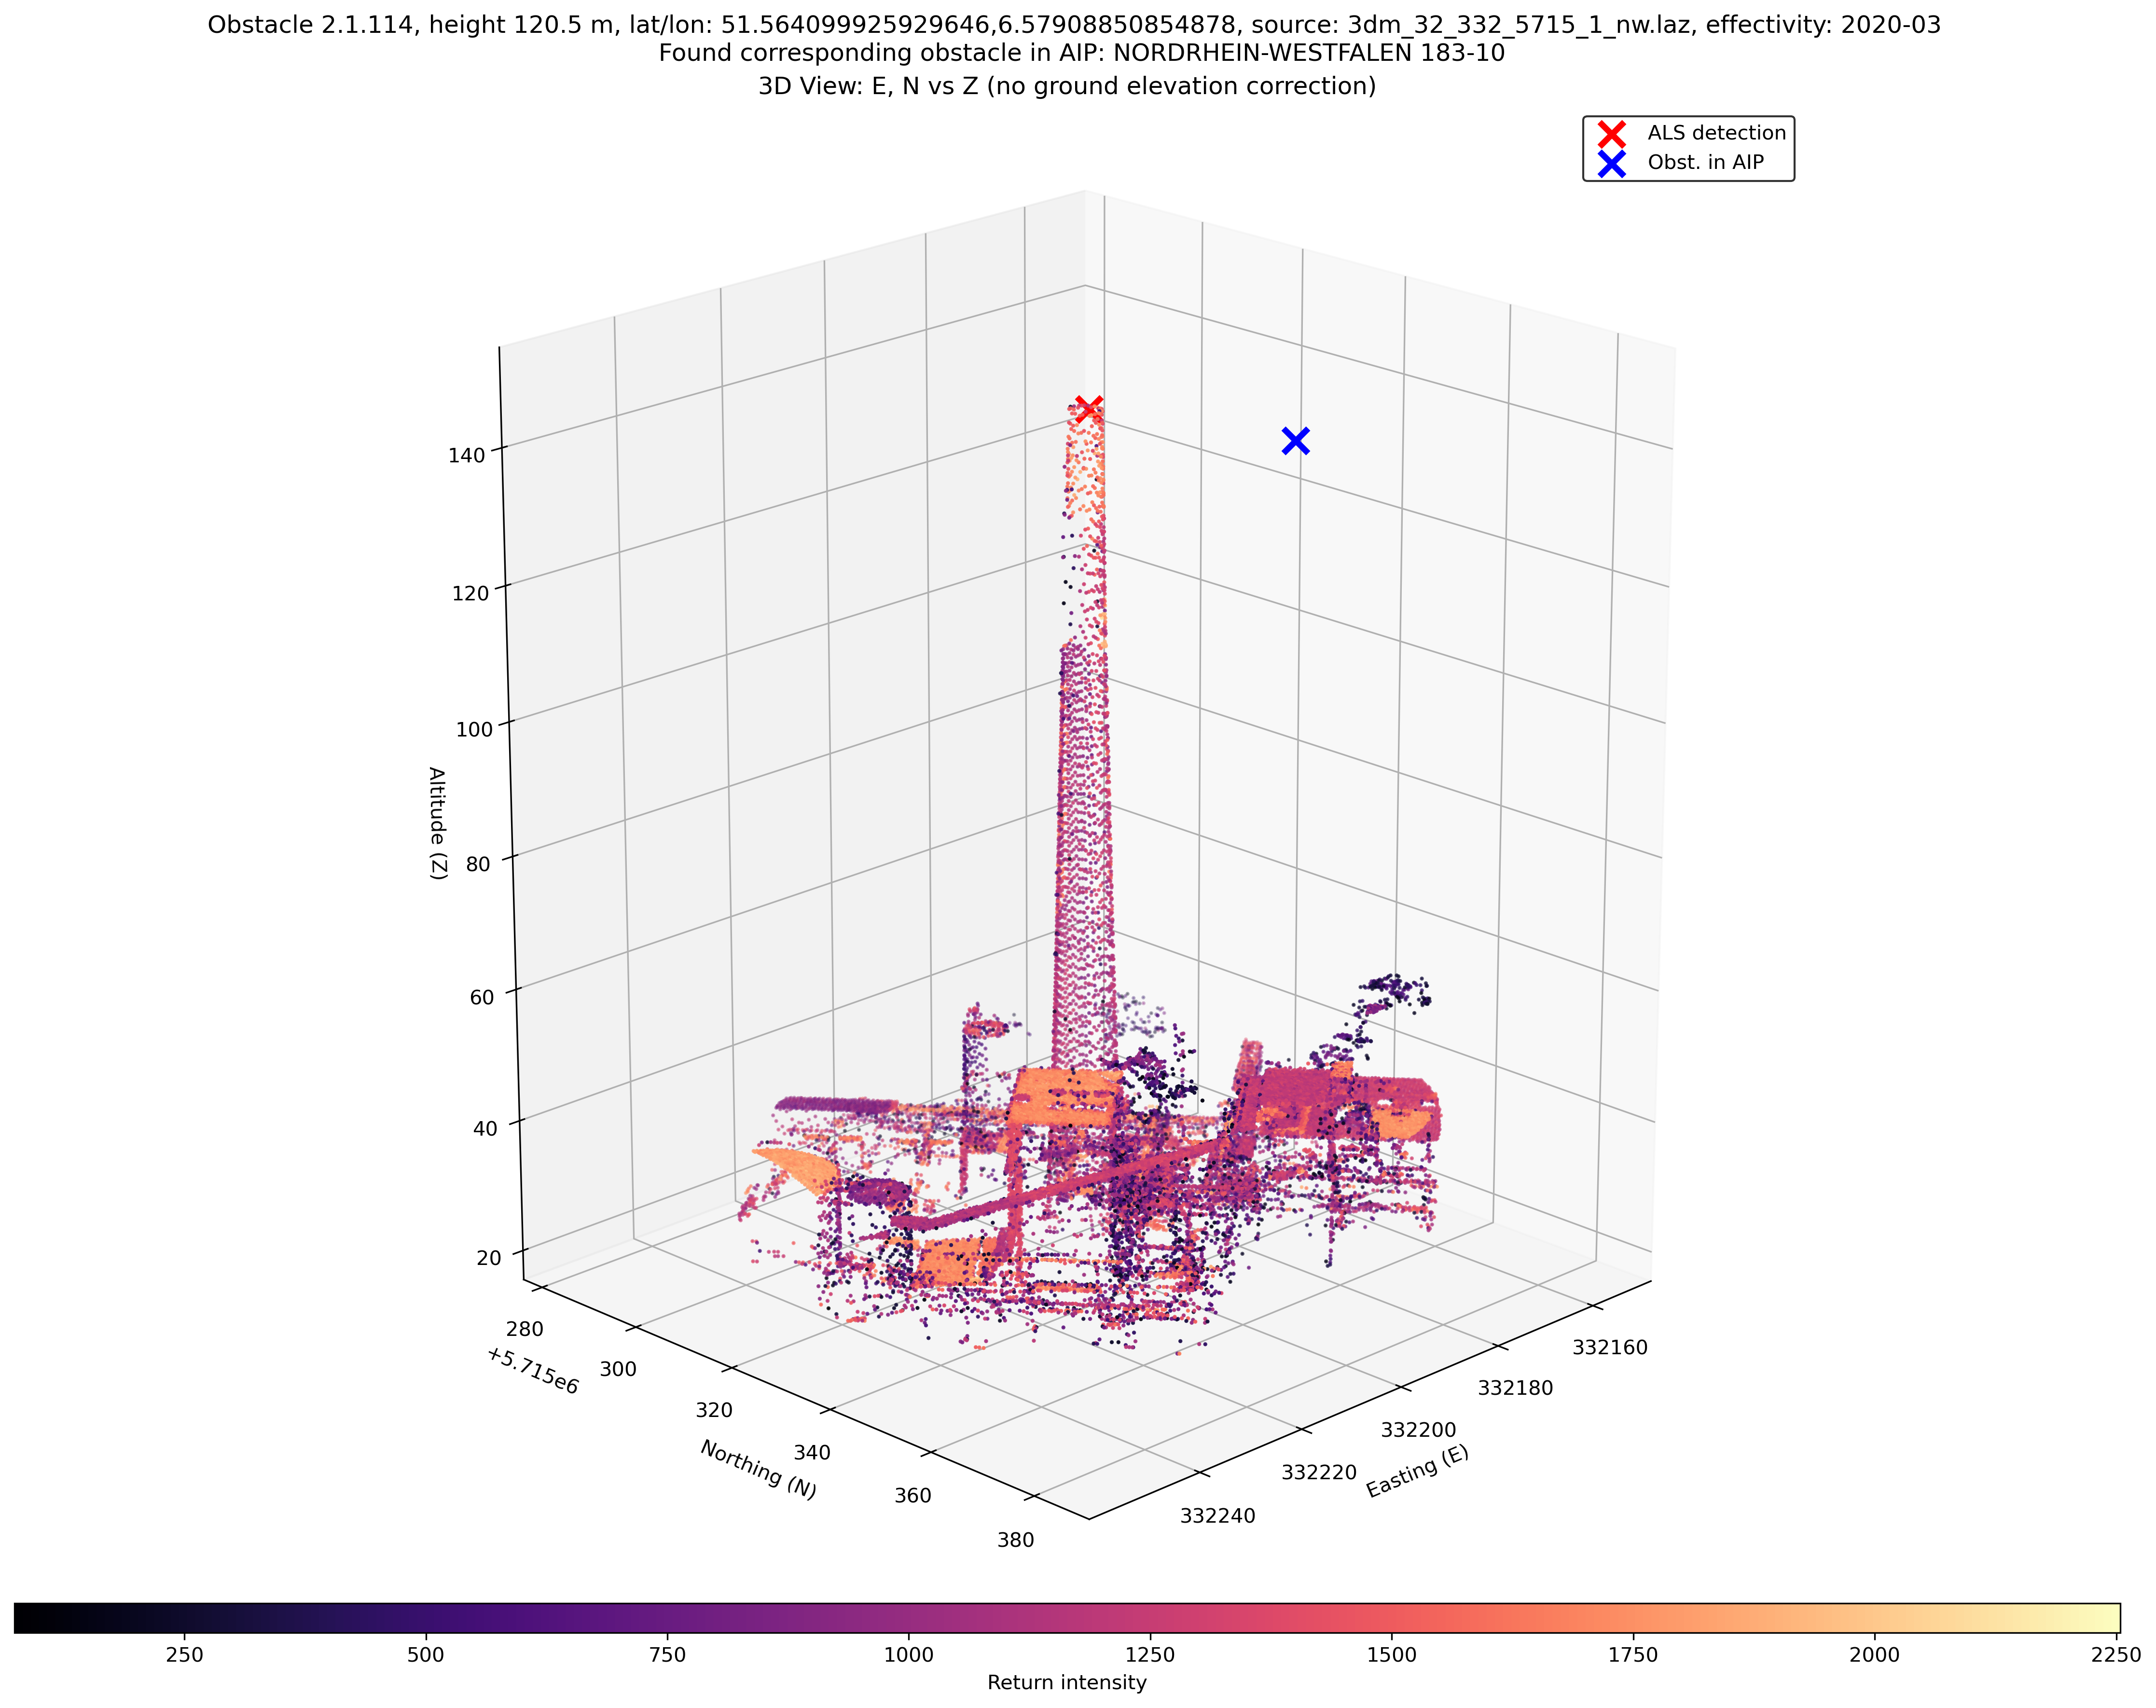 Obstacle 2.1.114, height 120.5 m, lat/lon: 51.564099925929646,6.57908850854878, source: 3dm_32_332_5715_1_nw.laz, effectivity: 2020-03
Found corresponding obstacle in AIP: NORDRHEIN-WESTFALEN 183-10
3D View: E, N vs Z (no ground elevation correction)
ALS detection
Obst. in AIP
140
120
100
80
60
40
20
Altitude (Z)
280
300
320
340
360
380
+5.715e6
Northing (N)
332160
332180
332200
332220
332240
Easting (E)
250 500 750 1000 1250 1500 1750 2000 2250
Return intensity